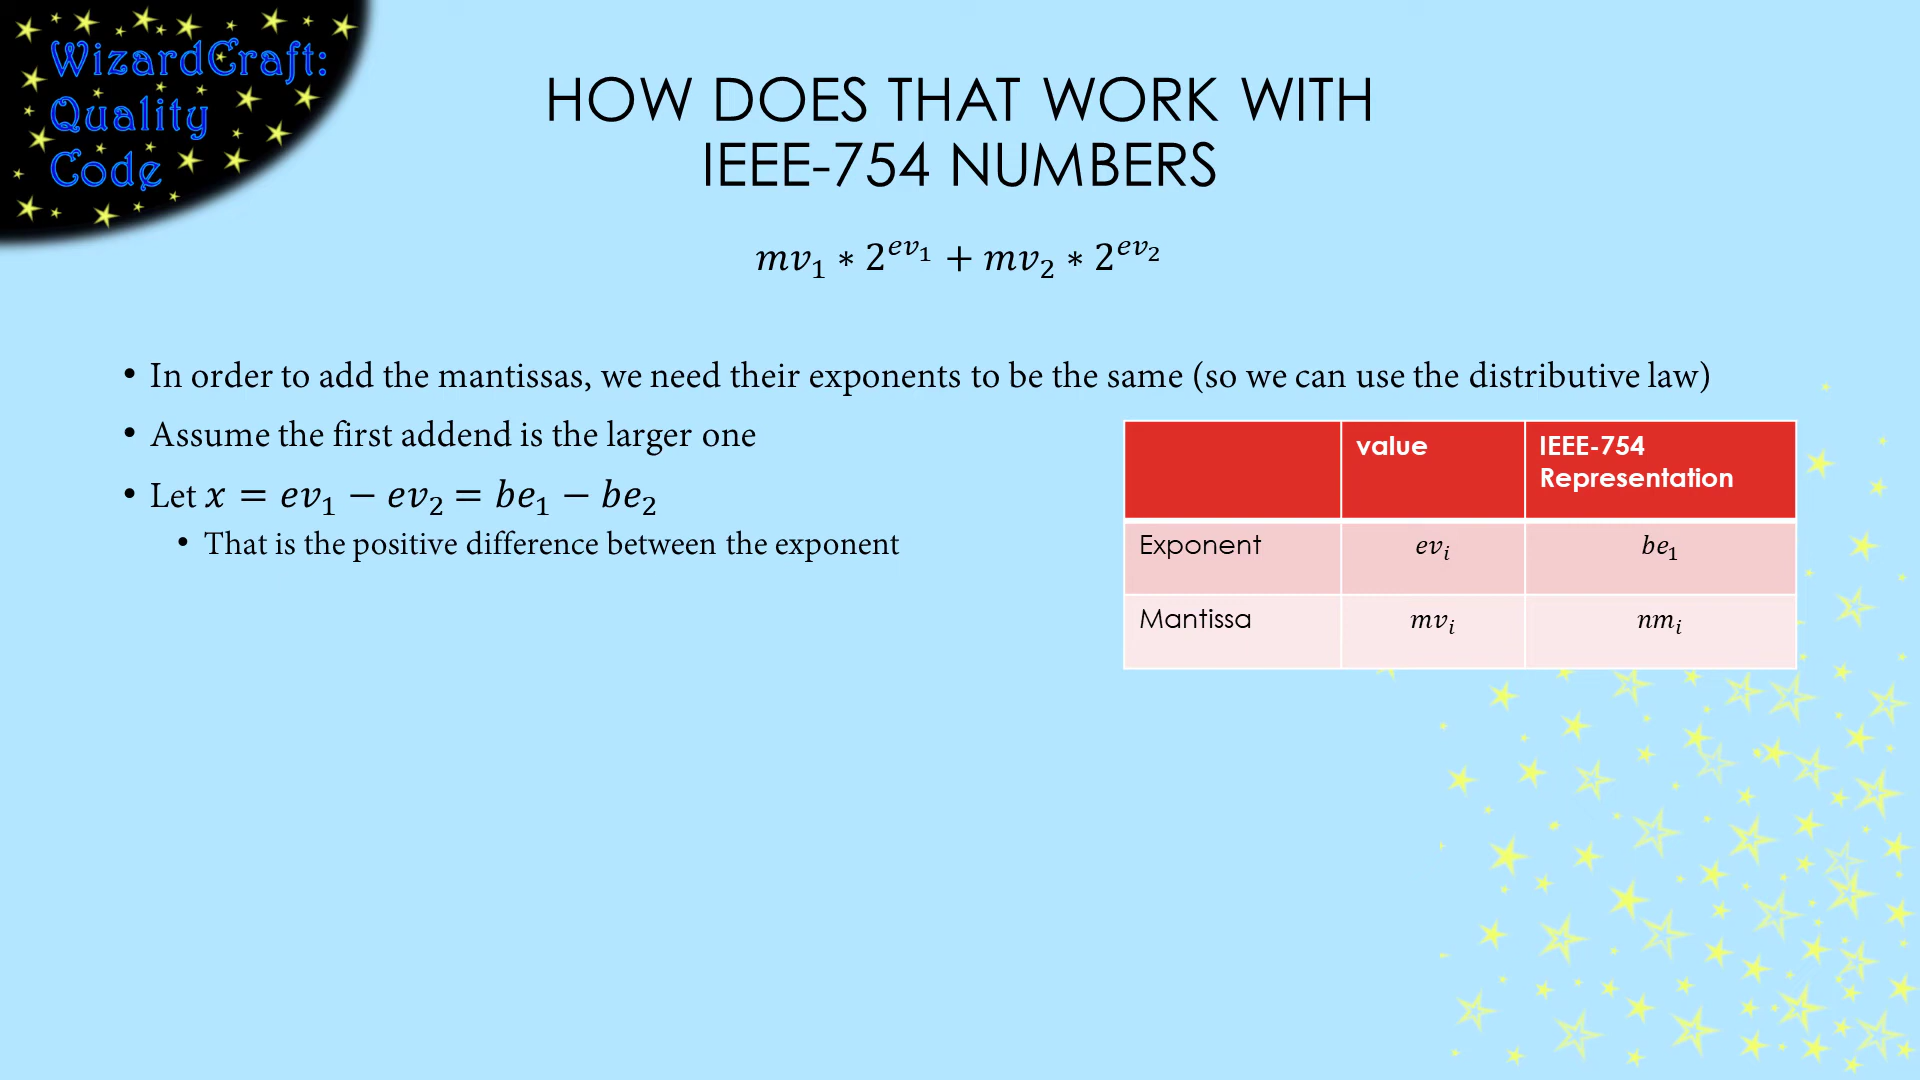 WizardCraft:
Quality
Code
HOW DOES THAT WORK WITH
IEEE-754 NUMBERS
𝑚𝑣₁ ∗ 2^{𝑒𝑣₁} + 𝑚𝑣₂ ∗ 2^{𝑒𝑣₂}
• In order to add the mantissas, we need their exponents to be the same (so we can use the distributive law)
• Assume the first addend is the larger one
• Let 𝑥 = 𝑒𝑣₁ − 𝑒𝑣₂ = 𝑏𝑒₁ − 𝑏𝑒₂
• That is the positive difference between the exponent
value IEEE-754
Representation
Exponent 𝑒𝑣ᵢ 𝑏𝑒₁
Mantissa 𝑚𝑣ᵢ 𝑛𝑚ᵢ